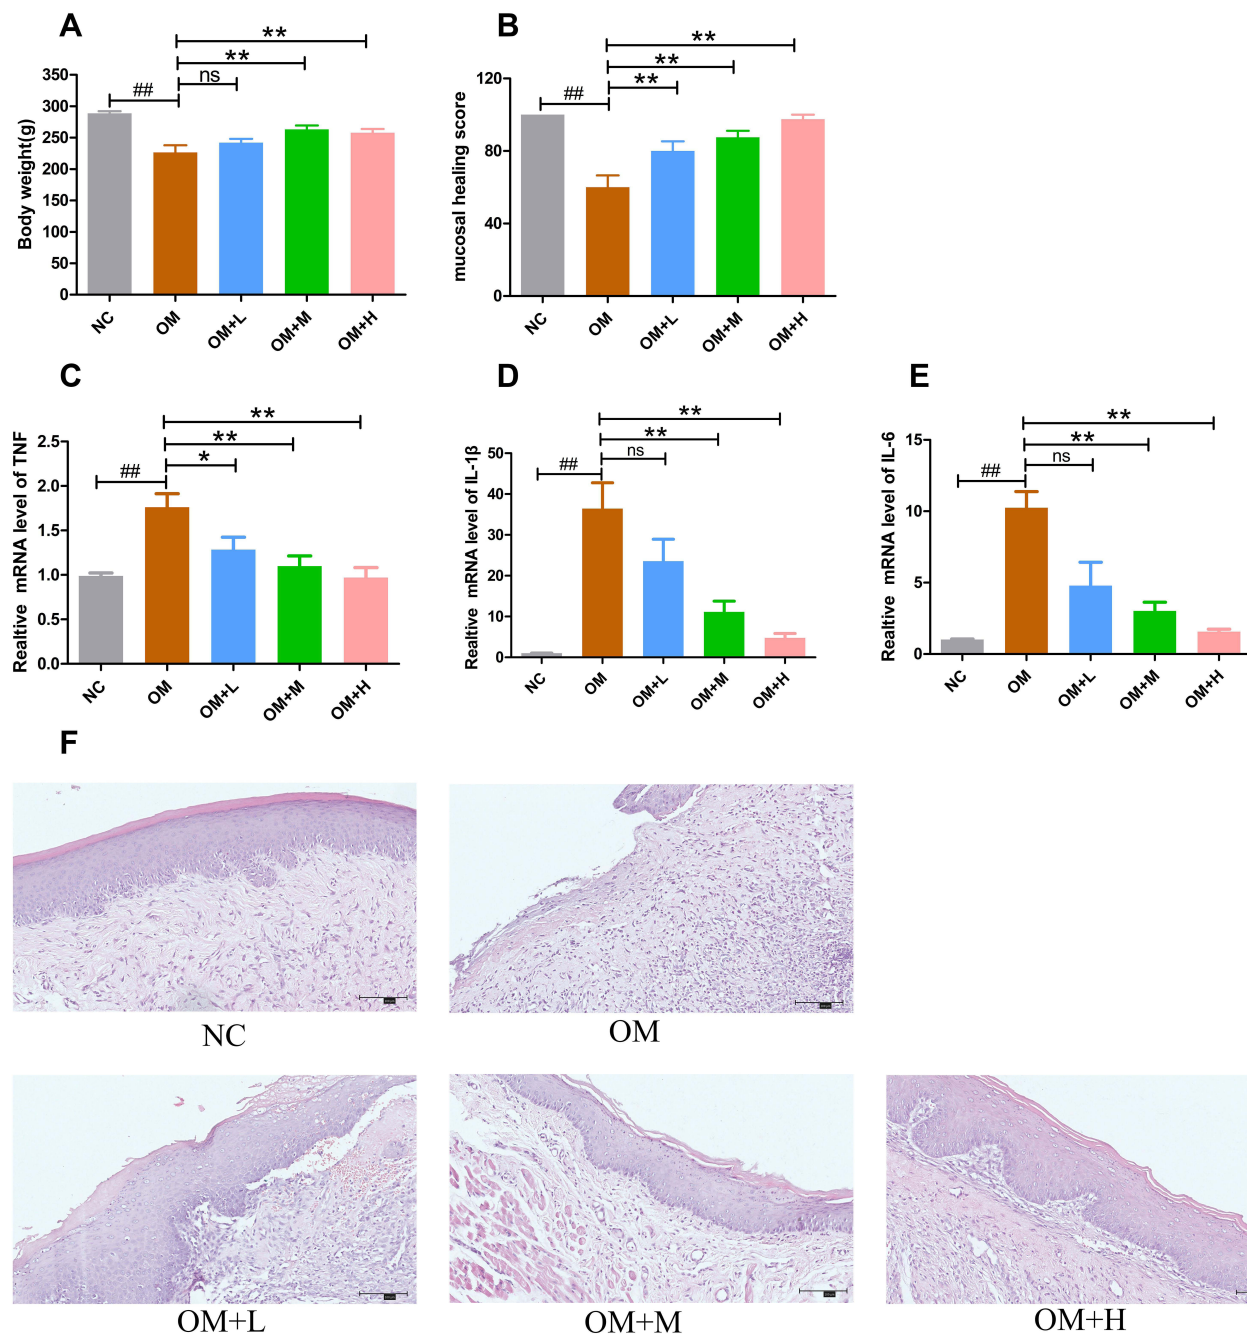 A
**
**
ns
##
Body weight(g)
350
300
250
200
150
100
50
0
NC
OM
OM+L
OM+M
OM+H
B
**
**
**
##
mucosal healing score
120
80
40
0
NC
OM
OM+L
OM+M
OM+H
C
**
**
*
##
Realtive mRNA level of TNF
2.5
2.0
1.5
1.0
0.5
0.0
NC
OM
OM+L
OM+M
OM+H
D
**
**
ns
##
Realtive mRNA level of IL-1β
50
40
30
20
10
0
NC
OM
OM+L
OM+M
OM+H
E
**
**
ns
##
Realtive mRNA level of IL-6
15
10
5
0
NC
OM
OM+L
OM+M
OM+H
F
NC
OM
OM+L
OM+M
OM+H